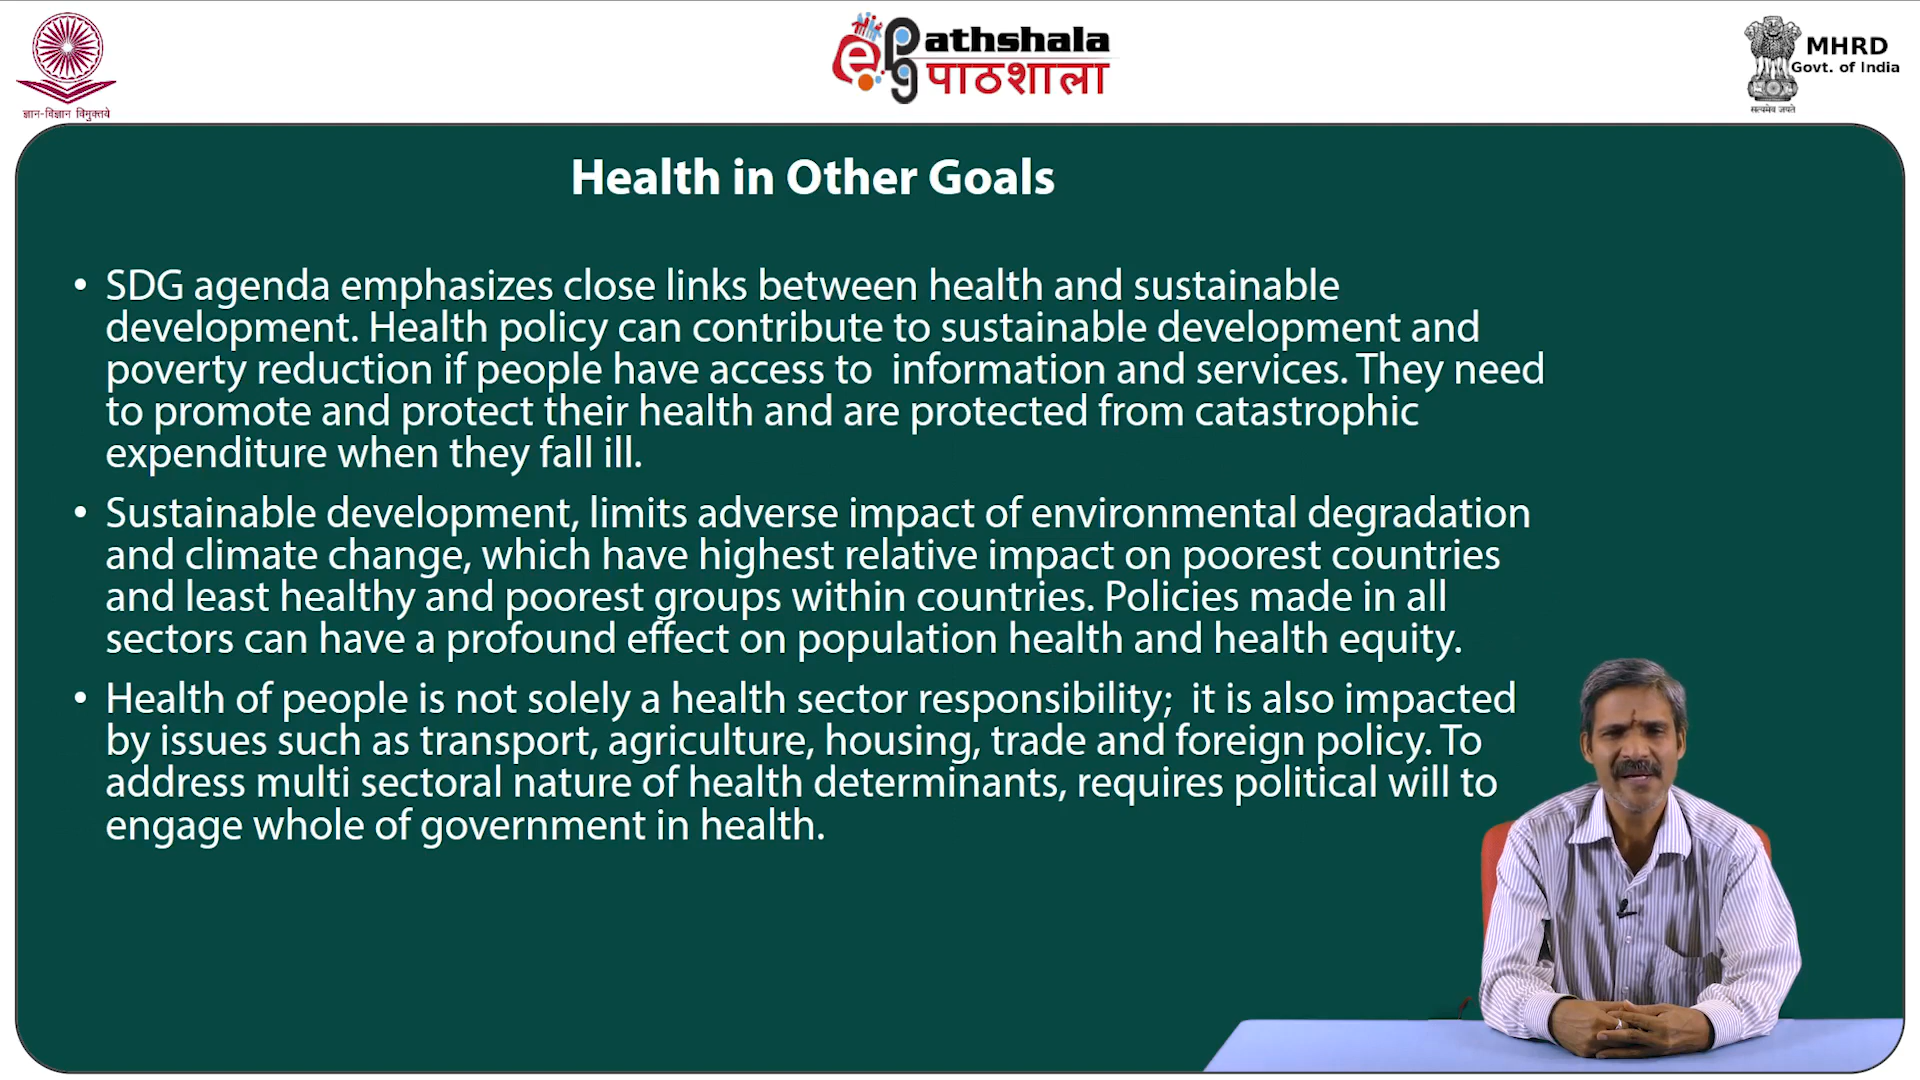 ज्ञान-विज्ञान विमुक्तये
ePG
Pathshala
पाठशाला
MHRD
Govt. of India
सत्यमेव जयते
Health in Other Goals
• SDG agenda emphasizes close links between health and sustainable
development. Health policy can contribute to sustainable development and
poverty reduction if people have access to  information and services. They need
to promote and protect their health and are protected from catastrophic
expenditure when they fall ill.
• Sustainable development, limits adverse impact of environmental degradation
and climate change, which have highest relative impact on poorest countries
and least healthy and poorest groups within countries. Policies made in all
sectors can have a profound effect on population health and health equity.
• Health of people is not solely a health sector responsibility;  it is also impacted
by issues such as transport, agriculture, housing, trade and foreign policy. To
address multi sectoral nature of health determinants, requires political will to
engage whole of government in health.